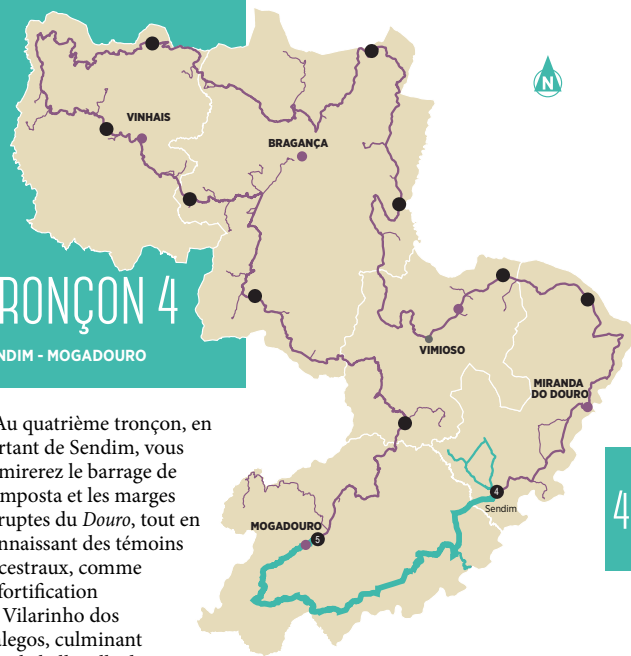 N
VINHAIS
BRAGANÇA
RONÇON 4
NDIM - MOGADOURO
VIMIOSO
MIRANDA
DO DOURO
4
Sendim
MOGADOURO
5
4
Au quatrième tronçon, en
rtant de Sendim, vous
mirerez le barrage de
mposta et les marges
ruptes du Douro, tout en
nnaissant des témoins
cestraux, comme
fortification
Vilarinho dos
alegos, culminant